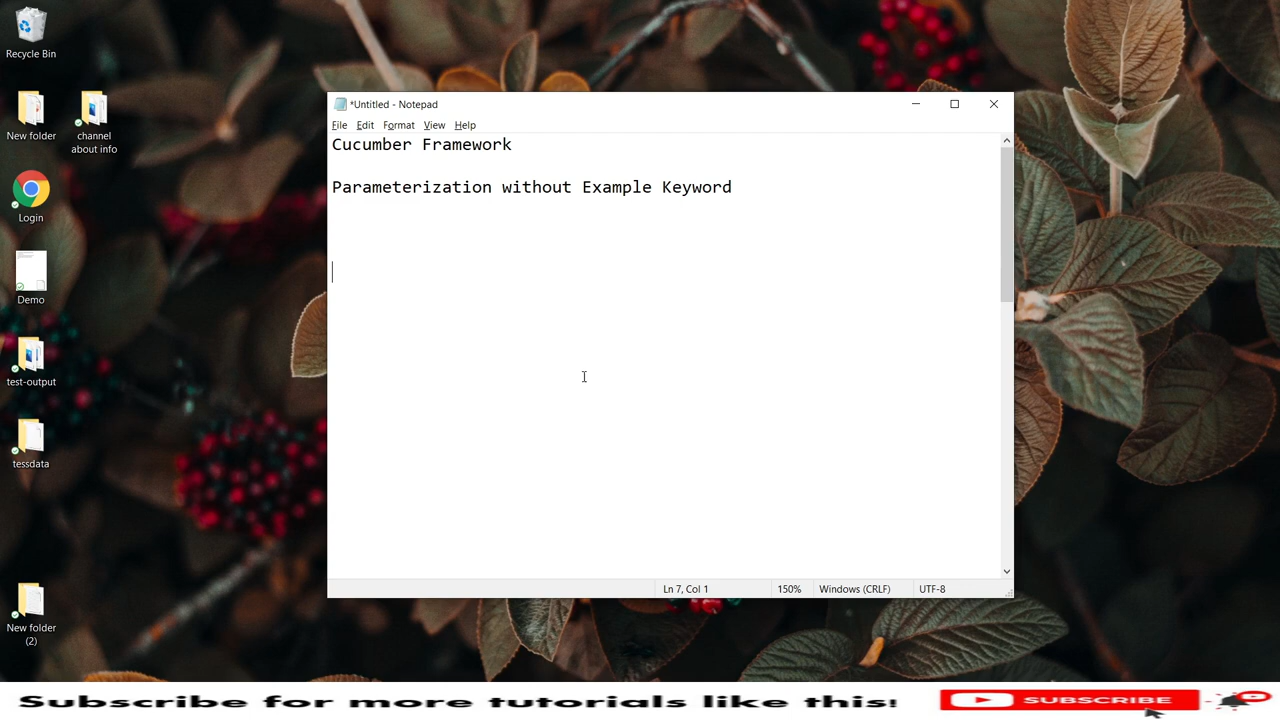 Recycle Bin
New folder
channel
about info
Login
Demo
test-output
tessdata
New folder
(2)
*Untitled - Notepad
File Edit Format View Help
Cucumber Framework
Parameterization without Example Keyword
Ln 7, Col 1 150% Windows (CRLF) UTF-8
Subscribe for more tutorials like this! SUBSCRIBE